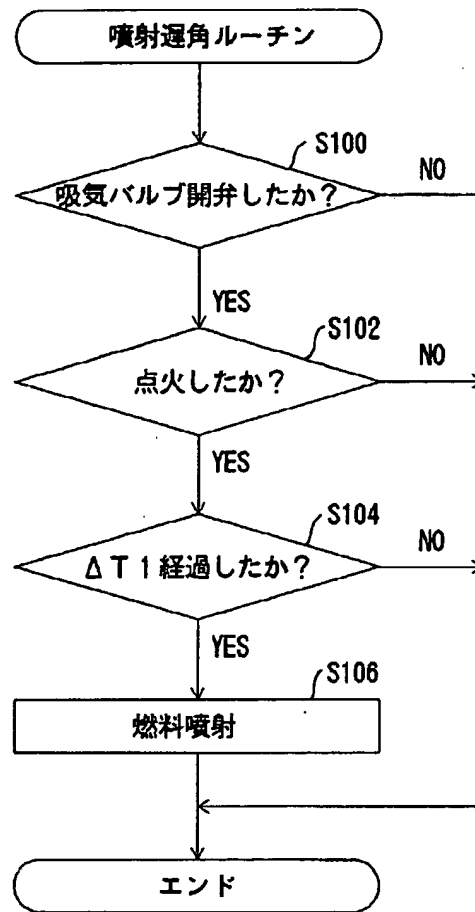 噴射遅角ルーチン
S100
吸気バルブ開弁したか？
NO
YES
S102
点火したか？
NO
YES
S104
ΔT1経過したか？
NO
YES
S106
燃料噴射
エンド